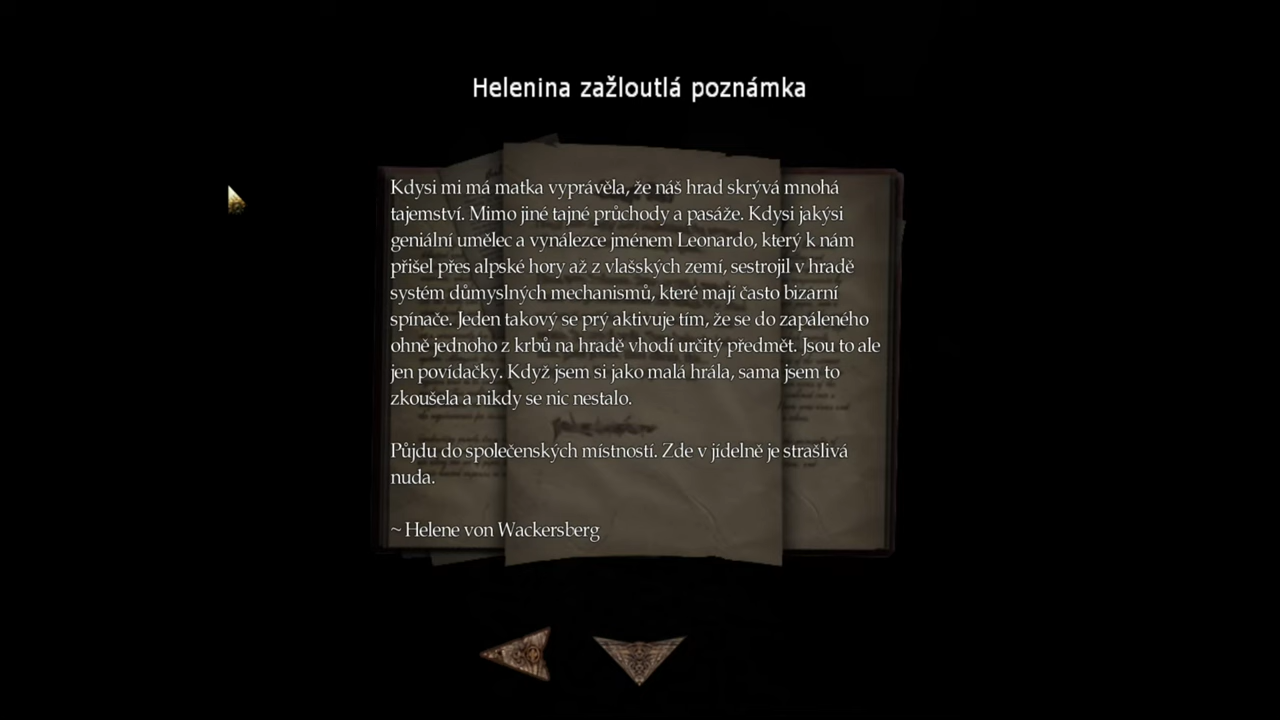 Helenina zažloutlá poznámka
Kdysi mi má matka vyprávěla, že náš hrad skrývá mnohá
tajemství. Mimo jiné tajné průchody a pasáže. Kdysi jakýsi
geniální umělec a vynálezce jménem Leonardo, který k nám
přišel přes alpské hory až z vlašských zemí, sestrojil v hradě
systém důmyslných mechanismů, které mají často bizarní
spínače. Jeden takový se prý aktivuje tím, že se do zapáleného
ohně jednoho z krbů na hradě vhodí určitý předmět. Jsou to ale
jen povídačky. Když jsem si jako malá hrála, sama jsem to
zkoušela a nikdy se nic nestalo.
Půjdu do společenských místností. Zde v jídelně je strašlivá
nuda.
~ Helene von Wackersberg